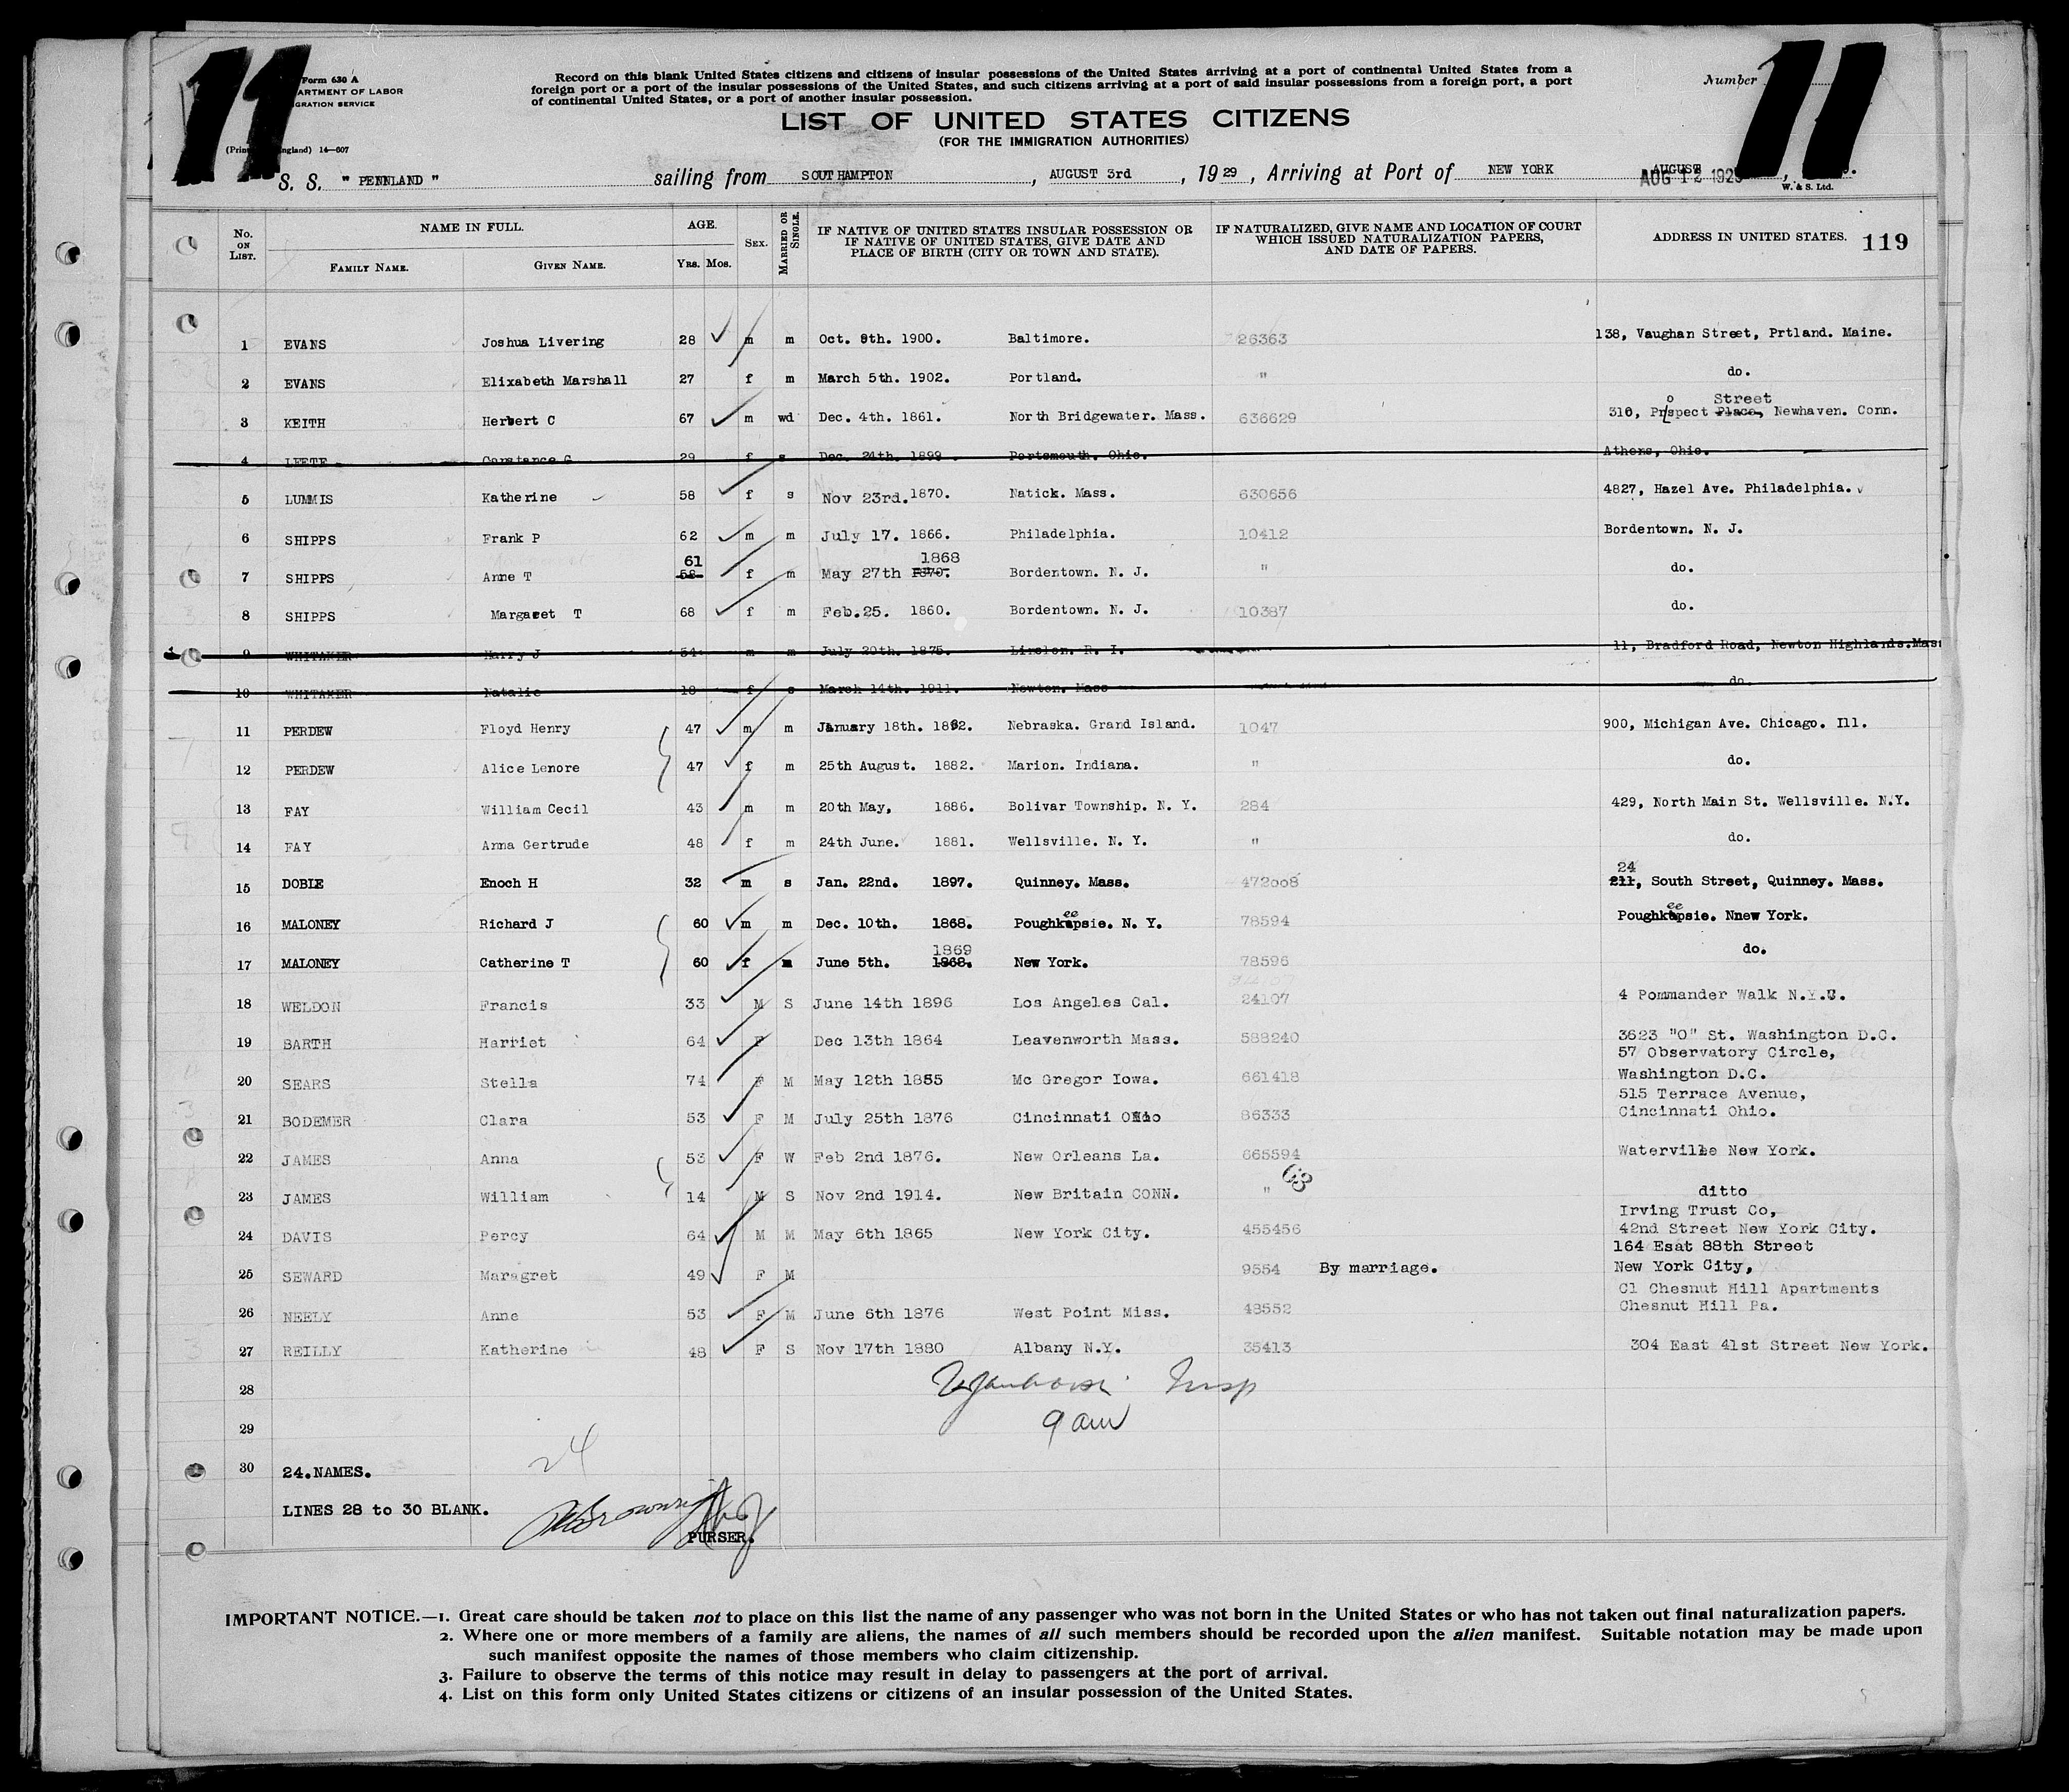 11
11
Form 630 A
ARTMENT OF LABOR
IGRATION SERVICE
Record on this blank United States citizens and citizens of insular possessions of the United States arriving at a port of continental United States from a
foreign port or a port of the insular possessions of the United States, and such citizens arriving at a port of said insular possessions from a foreign port, a port
of continental United States, or a port of another insular possession.
Number
LIST OF UNITED STATES CITIZENS
(FOR THE IMMIGRATION AUTHORITIES)
(Prin ngland) 14—607
S. S. " PENNLAND " sailing from SOUTHAMPTON, AUGUST 3rd, 1929, Arriving at Port of NEW YORK AUGUST AUG 12 192
W. & S. Ltd.
No. ON LIST. NAME IN FULL. FAMILY NAME. GIVEN NAME. AGE. YRS. MOS. SEX. MARRIED OR SINGLE. IF NATIVE OF UNITED STATES INSULAR POSSESSION OR IF NATIVE OF UNITED STATES, GIVE DATE AND PLACE OF BIRTH (CITY OR TOWN AND STATE). IF NATURALIZED, GIVE NAME AND LOCATION OF COURT WHICH ISSUED NATURALIZATION PAPERS, AND DATE OF PAPERS. ADDRESS IN UNITED STATES. 119
1 EVANS Joshua Livering 28 m m Oct. 9th. 1900. Baltimore. 26363 138, Vaughan Street, Prtland. Maine.
2 EVANS Elixabeth Marshall 27 f m March 5th. 1902. Portland. " do.
3 KEITH Herbert C 67 m wd Dec. 4th. 1861. North Bridgewater. Mass. 636629 310, Prospect Place, Street Newhaven. Conn.
4 LEETE Constance G 29 f s Dec. 24th. 1899 Portsmouth. Ohio. Athens, Ohio.
5 LUMMIS Katherine 58 f s Nov 23rd. 1870. Natick. Mass. 630656 4827, Hazel Ave. Philadelphia.
6 SHIPPS Frank P 62 m m July 17. 1866. Philadelphia. 10412 Bordentown. N. J.
7 SHIPPS Anne T 61 58 f m May 27th 1868 1870. Bordentown. N. J. " do.
8 SHIPPS Margaret T 68 f m Feb.25. 1860. Bordentown. N. J. 10387 do.
9 WHITAKER Harry J 54 m m July 20th. 1875. R. I. 11, Bradford Road, Newton Highlands.Mass
10 WHITAKER Natalie 18 f s March 14th. 1911. Newton. Mass do.
11 PERDEW Floyd Henry 47 m m January 18th. 1882. Nebraska. Grand Island. 1047 900, Michigan Ave. Chicago. Ill.
12 PERDEW Alice Lenore 47 f m 25th August. 1882. Marion. Indiana. " do.
13 FAY William Cecil 43 m m 20th May, 1886. Bolivar Township. N. Y. 284 429, North Main St. Wellsville. N.Y.
14 FAY Anna Gertrude 48 f m 24th June. 1881. Wellsville. N. Y. " do.
15 DOBLE Enoch H 32 m s Jan. 22nd. 1897. Quinney. Mass. 472008 24 211, South Street, Quinney. Mass.
16 MALONEY Richard J 60 m m Dec. 10th. 1868. Poughkeepsie. N. Y. 78594 Poughkeepsie. Nnew York.
17 MALONEY Catherine T 60 f m June 5th. 1869 1868. New York. 78596 do.
18 WELDON Francis 33 M S June 14th 1896 Los Angeles Cal. 24107 4 Pommander Walk N.Y.C.
19 BARTH Harriet 64 F Dec 13th 1864 Leavenworth Mass. 588240 3623 "O" St. Washington D.C.
57 Observatory Circle,
20 SEARS Stella 74 F M May 12th 1855 Mc Gregor Iowa. 661418 Washington D.C.
515 Terrace Avenue,
21 BODEMER Clara 53 F M July 25th 1876 Cincinnati Ohio 86333 Cincinnati Ohio.
22 JAMES Anna 53 F W Feb 2nd 1876. New Orleans La. 665594 Waterville New York.
23 JAMES William 14 M S Nov 2nd 1914. New Britain CONN. " 68 ditto
Irving Trust Co,
24 DAVIS Percy 64 M M May 6th 1865 New York City. 455456 42nd Street New York City.
164 Esat 88th Street
25 SEWARD Maragret 49 F M 9554 By marriage. New York City,
Cl Chesnut Hill Apartments
26 NEELY Anne 53 F M June 6th 1876 West Point Miss. 48552 Chesnut Hill Pa.
27 REILLY Katherine 48 F S Nov 17th 1880 Albany N.Y. 35413 304 East 41st Street New York.
28 Insp
29 9 am
30 24.NAMES. 24
LINES 28 to 30 BLANK.
PURSER.
IMPORTANT NOTICE.—1. Great care should be taken not to place on this list the name of any passenger who was not born in the United States or who has not taken out final naturalization papers.
2. Where one or more members of a family are aliens, the names of all such members should be recorded upon the alien manifest. Suitable notation may be made upon
such manifest opposite the names of those members who claim citizenship.
3. Failure to observe the terms of this notice may result in delay to passengers at the port of arrival.
4. List on this form only United States citizens or citizens of an insular possession of the United States.